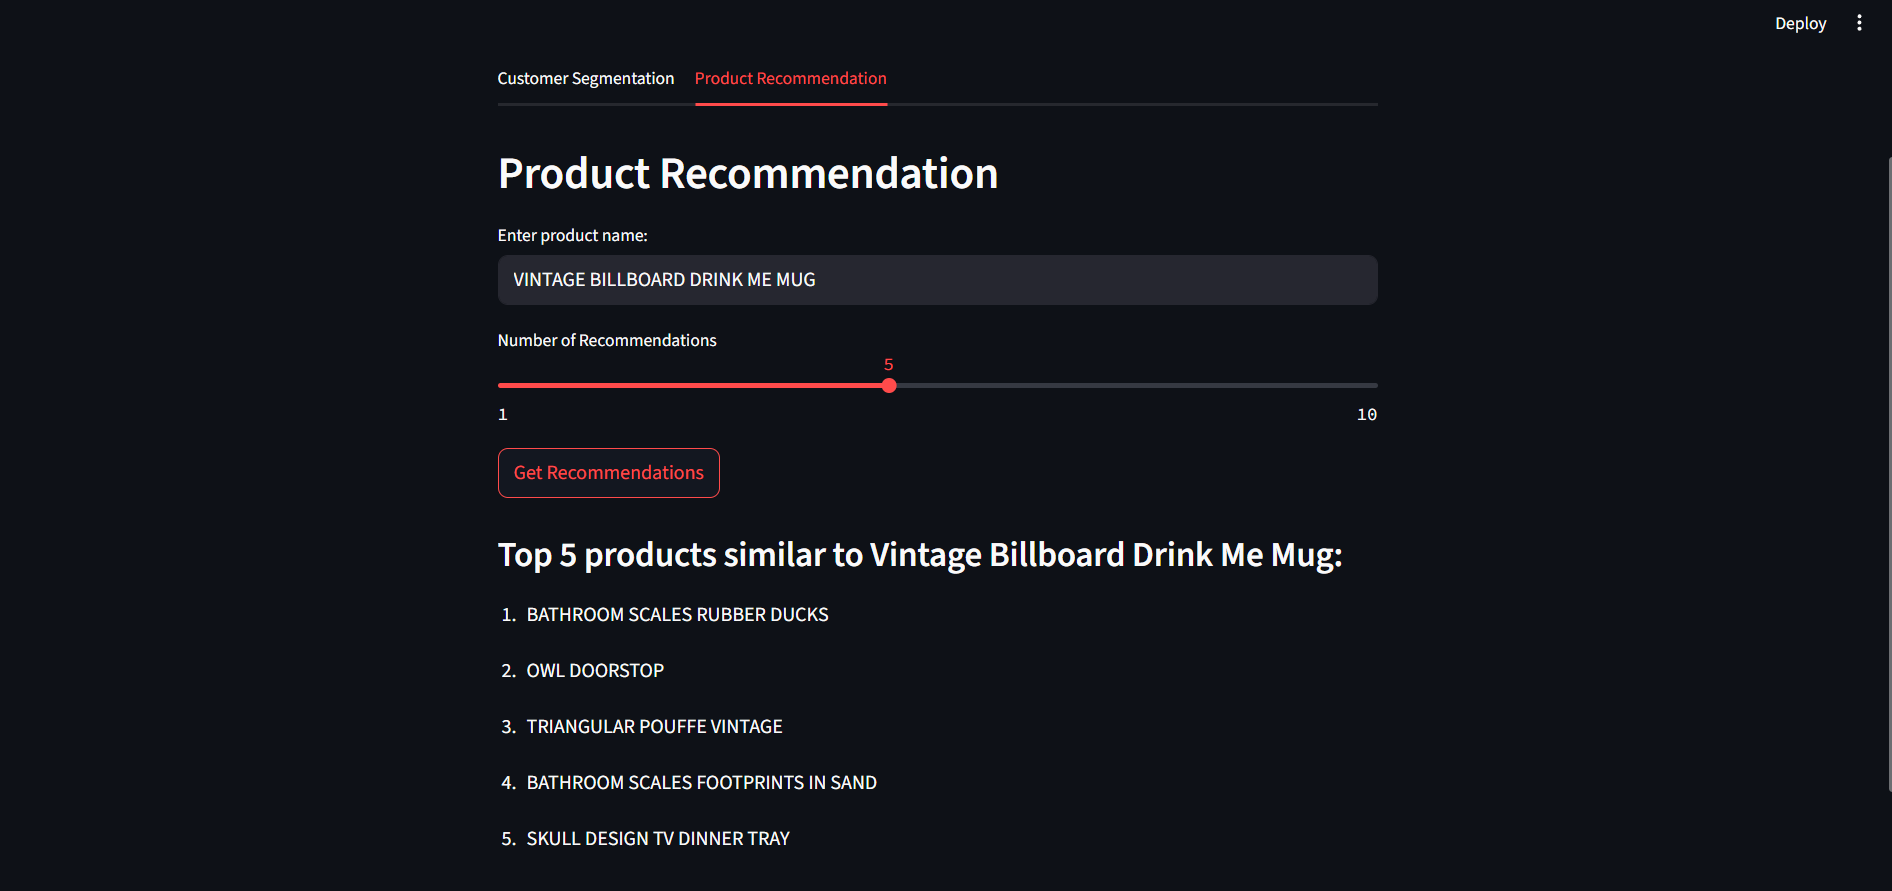 Deploy
Customer Segmentation Product Recommendation
Product Recommendation
Enter product name:
VINTAGE BILLBOARD DRINK ME MUG
Number of Recommendations
5
1 10
Get Recommendations
Top 5 products similar to Vintage Billboard Drink Me Mug:
1. BATHROOM SCALES RUBBER DUCKS
2. OWL DOORSTOP
3. TRIANGULAR POUFFE VINTAGE
4. BATHROOM SCALES FOOTPRINTS IN SAND
5. SKULL DESIGN TV DINNER TRAY